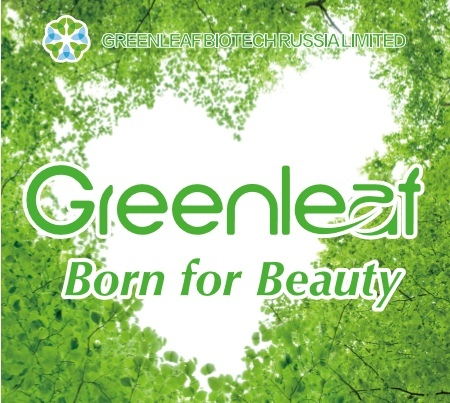 GREENLEAF BIOTECH RUSSIA LIMITED
Greenleaf
Born for Beauty